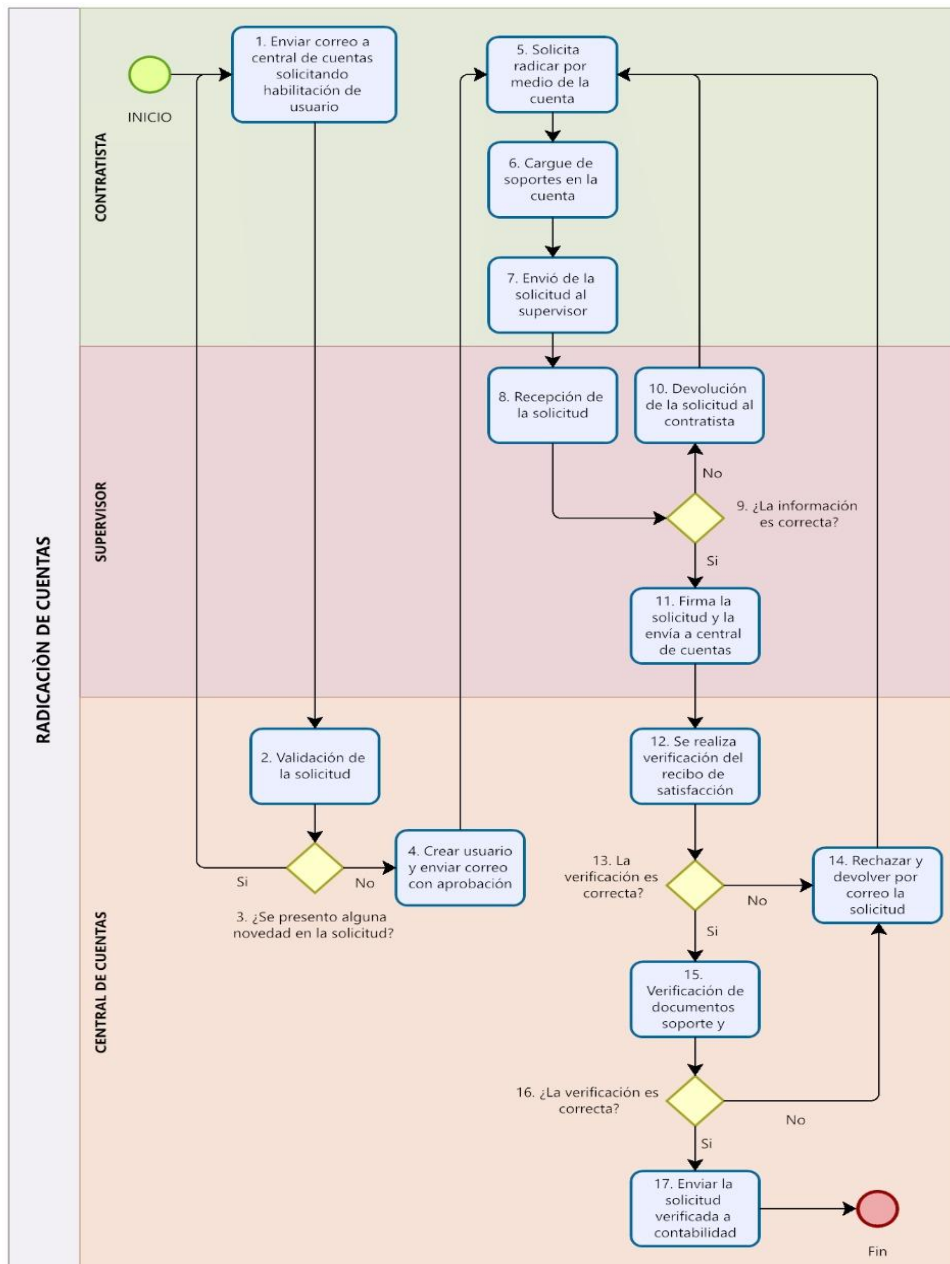 RADICACIÒN DE CUENTAS
CONTRATISTA
INICIO
1. Enviar correo a
central de cuentas
solicitando
habilitación de
usuario
5. Solicita
radicar por
medio de la
cuenta
6. Cargue de
soportes en la
cuenta
7. Envió de la
solicitud al
supervisor
SUPERVISOR
8. Recepción de
la solicitud
10. Devolución
de la solicitud al
contratista
No
9. ¿La información
es correcta?
Si
11. Firma la
solicitud y la
envía a central
de cuentas
CENTRAL DE CUENTAS
2. Validación de
la solicitud
Si
No
3. ¿Se presento alguna
novedad en la solicitud?
4. Crear usuario
y enviar correo
con aprobación
12. Se realiza
verificación del
recibo de
satisfacción
13. La
verificación es
correcta?
No
Si
14. Rechazar y
devolver por
correo la
solicitud
15.
Verificación de
documentos
soporte y
16. ¿La verificación es
correcta?
No
Si
17. Enviar la
solicitud
verificada a
contabilidad
Fin